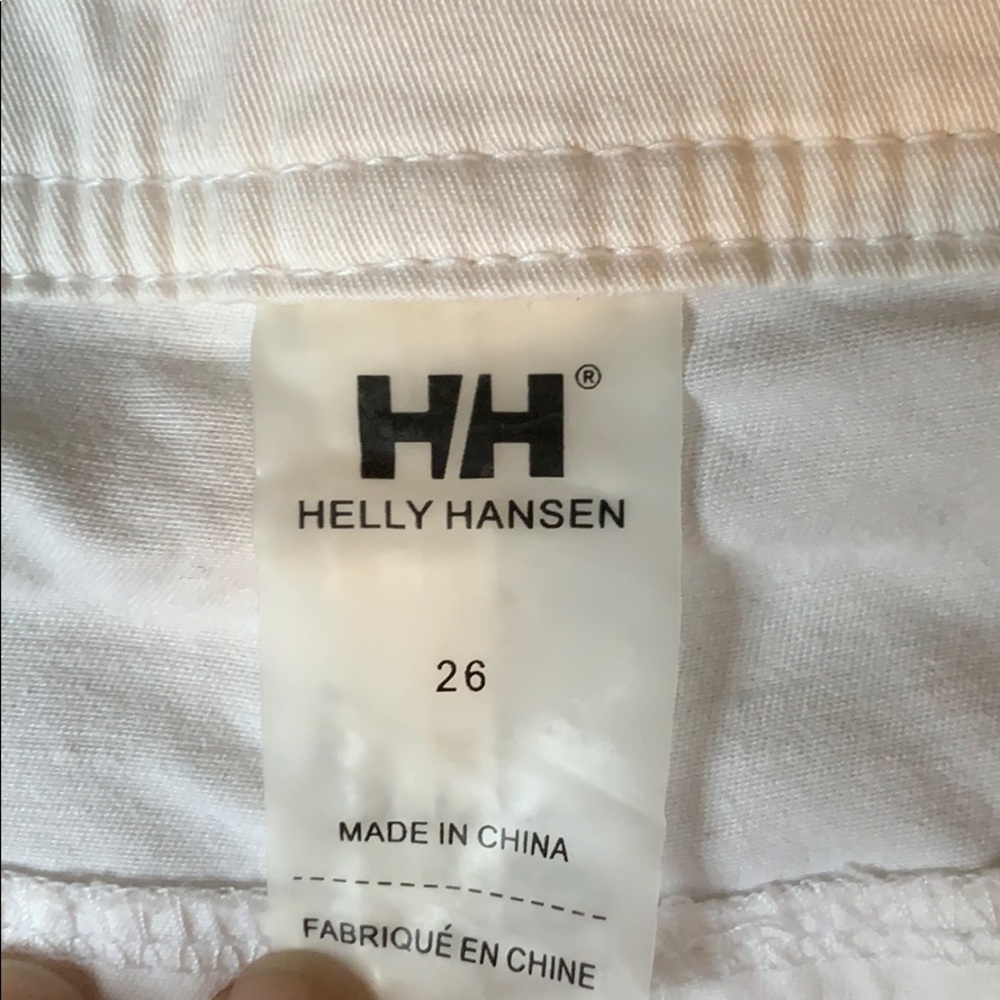 HH®
HELLY HANSEN
26
MADE IN CHINA
FABRIQUÉ EN CHINE